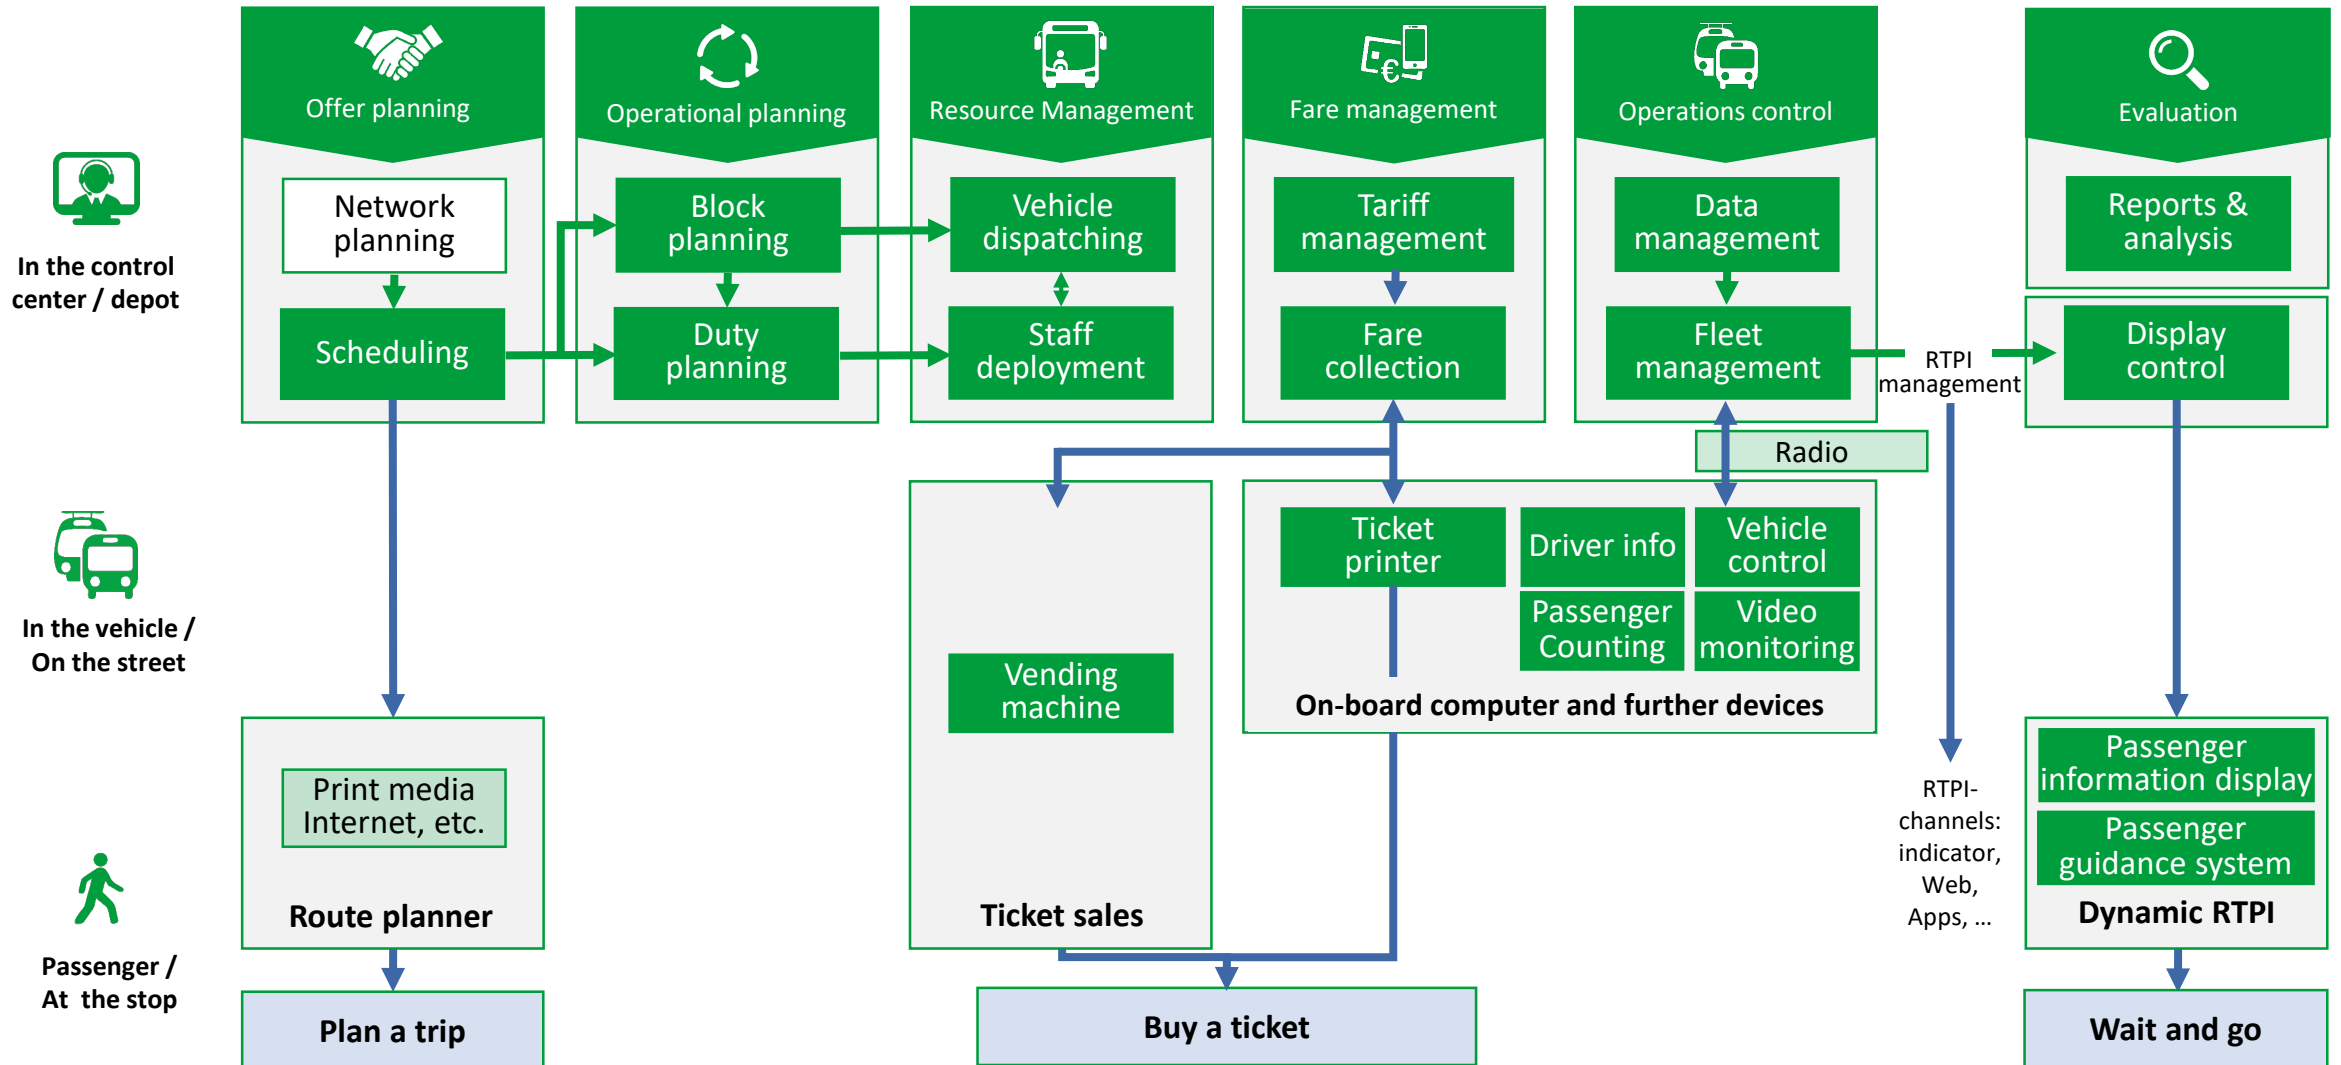 Offer planning
Operational planning
Resource Management
Fare management
Operations control
Evaluation
In the control
center / depot
Network
planning
Block
planning
Vehicle
dispatching
Tariff
management
Data
management
Reports &
analysis
Scheduling
Duty
planning
Staff
deployment
Fare
collection
Fleet
management
RTPI
management
Display
control
Radio
In the vehicle /
On the street
Ticket
printer
Driver info
Vehicle
control
Passenger
Counting
Video
monitoring
Vending
machine
On-board computer and further devices
Passenger /
At the stop
Print media
Internet, etc.
Route planner
Ticket sales
RTPI-
channels:
indicator,
Web,
Apps, ...
Passenger
information display
Passenger
guidance system
Dynamic RTPI
Plan a trip
Buy a ticket
Wait and go